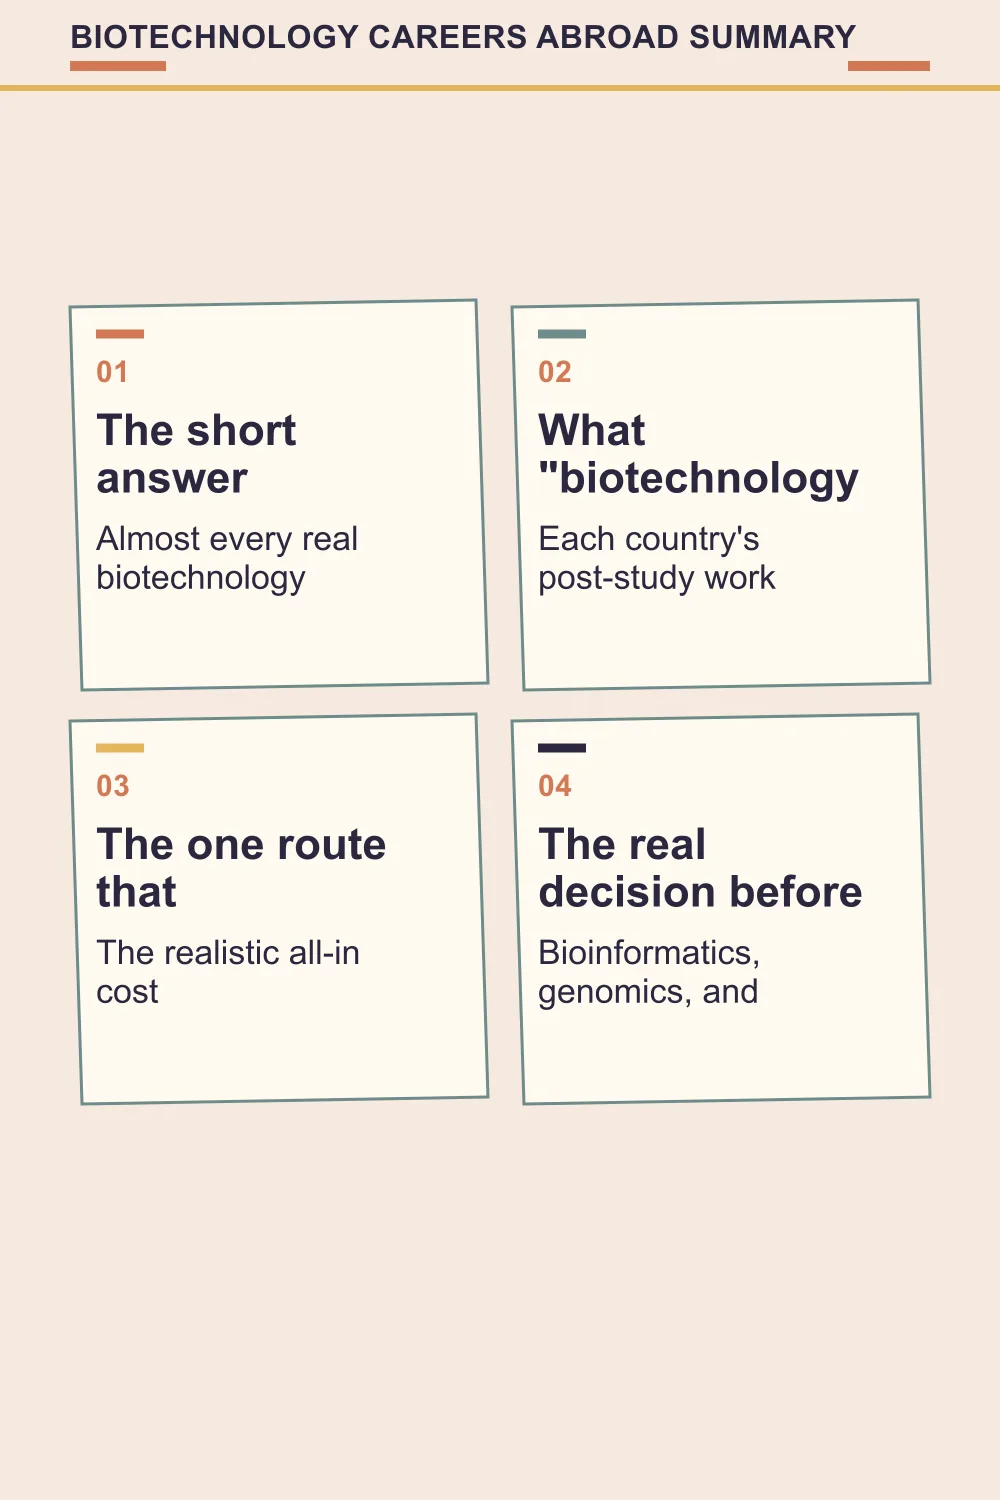 BIOTECHNOLOGY CAREERS ABROAD SUMMARY
01
The short
answer
Almost every real
biotechnology
02
What
"biotechnology
Each country's
post-study work
03
The one route
that
The realistic all-in
cost
04
The real
decision before
Bioinformatics,
genomics, and